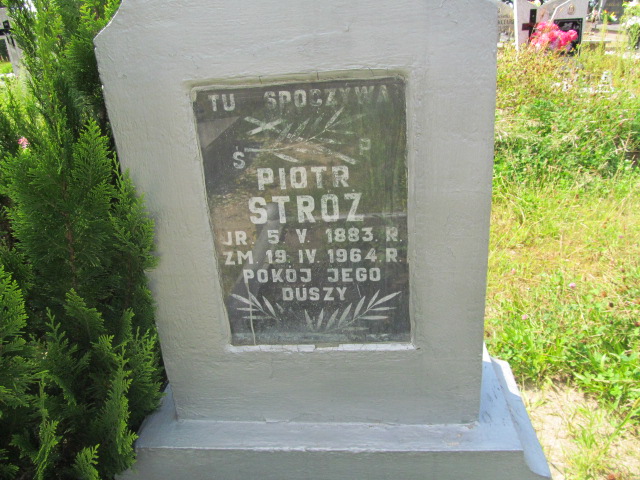 TU SPOCZYWA
Ś P
PIOTR
STRÓŻ
UR. 5. V. 1883. R.
ZM. 19. IV. 1964. R.
POKÓJ JEGO
DUSZY